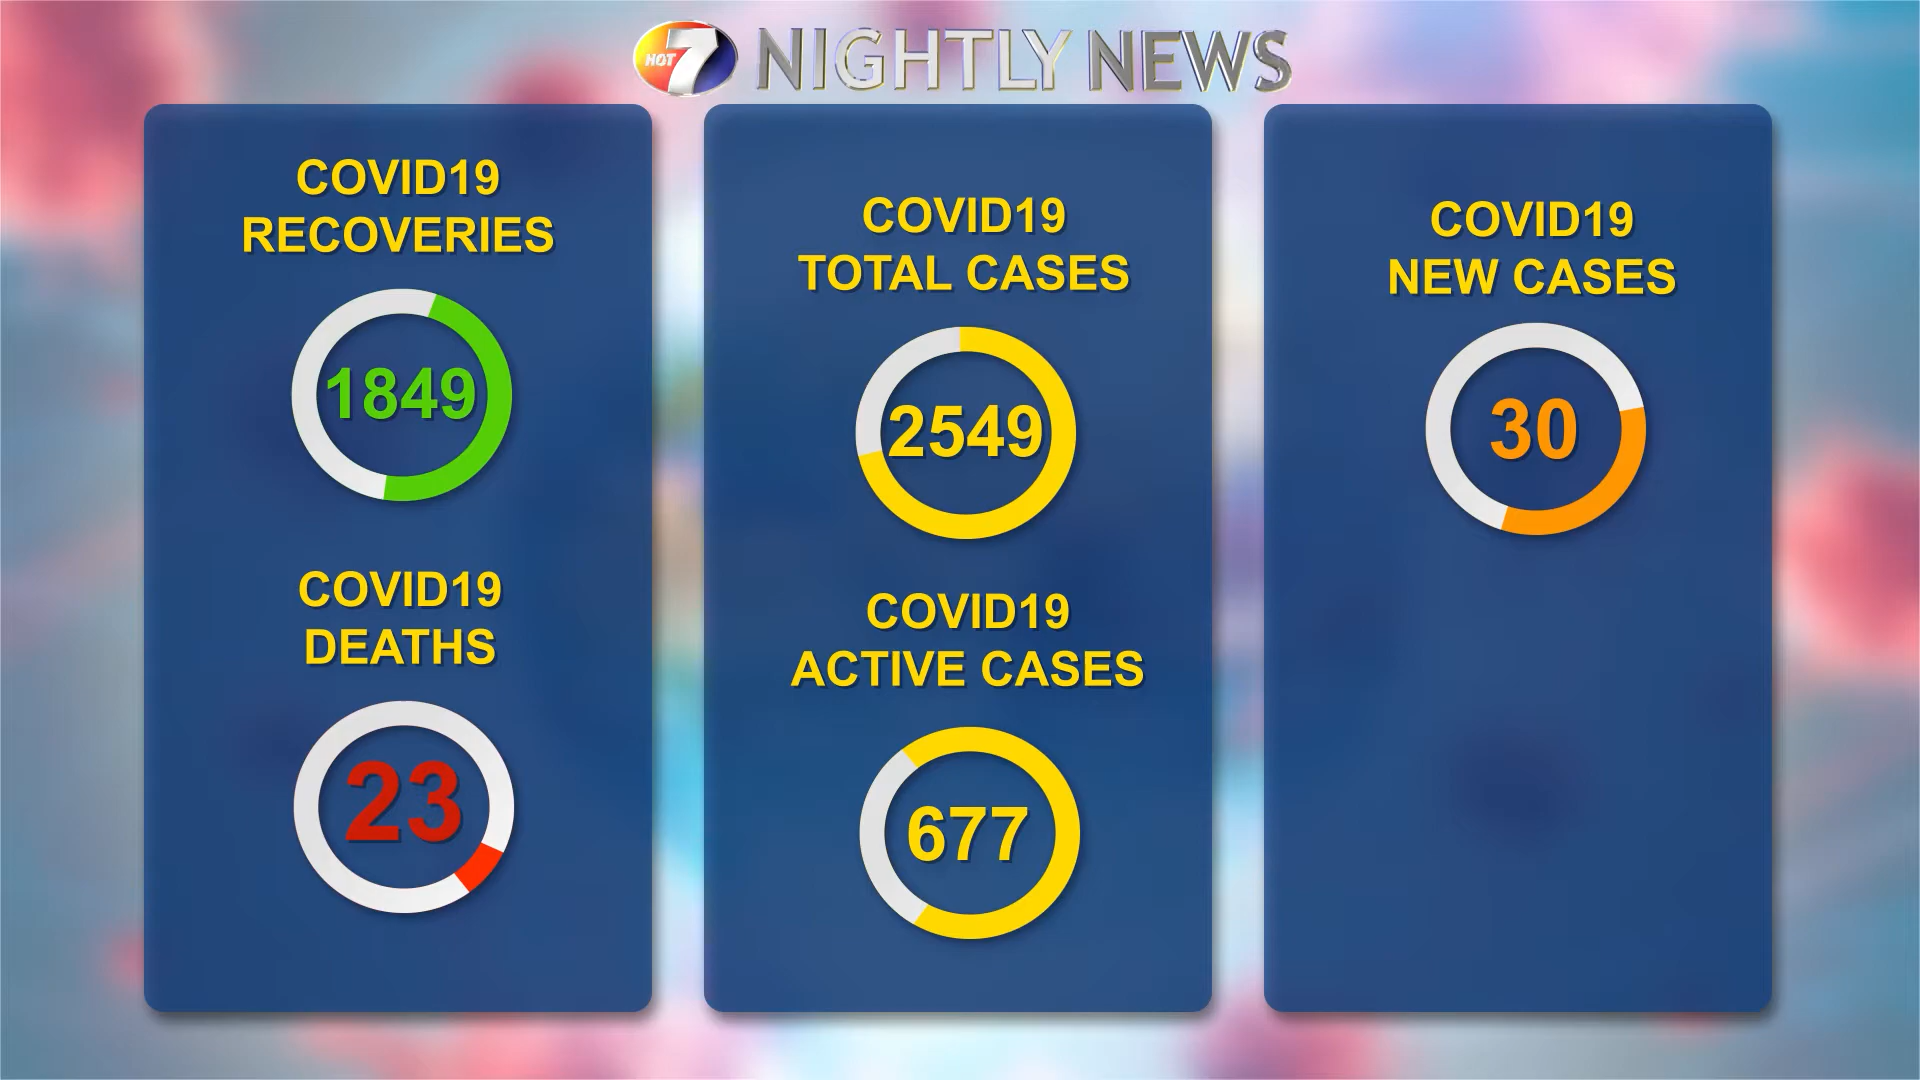 HOT 7 NIGHTLY NEWS
COVID19
RECOVERIES
1849
COVID19
DEATHS
23
COVID19
TOTAL CASES
2549
COVID19
ACTIVE CASES
677
COVID19
NEW CASES
30